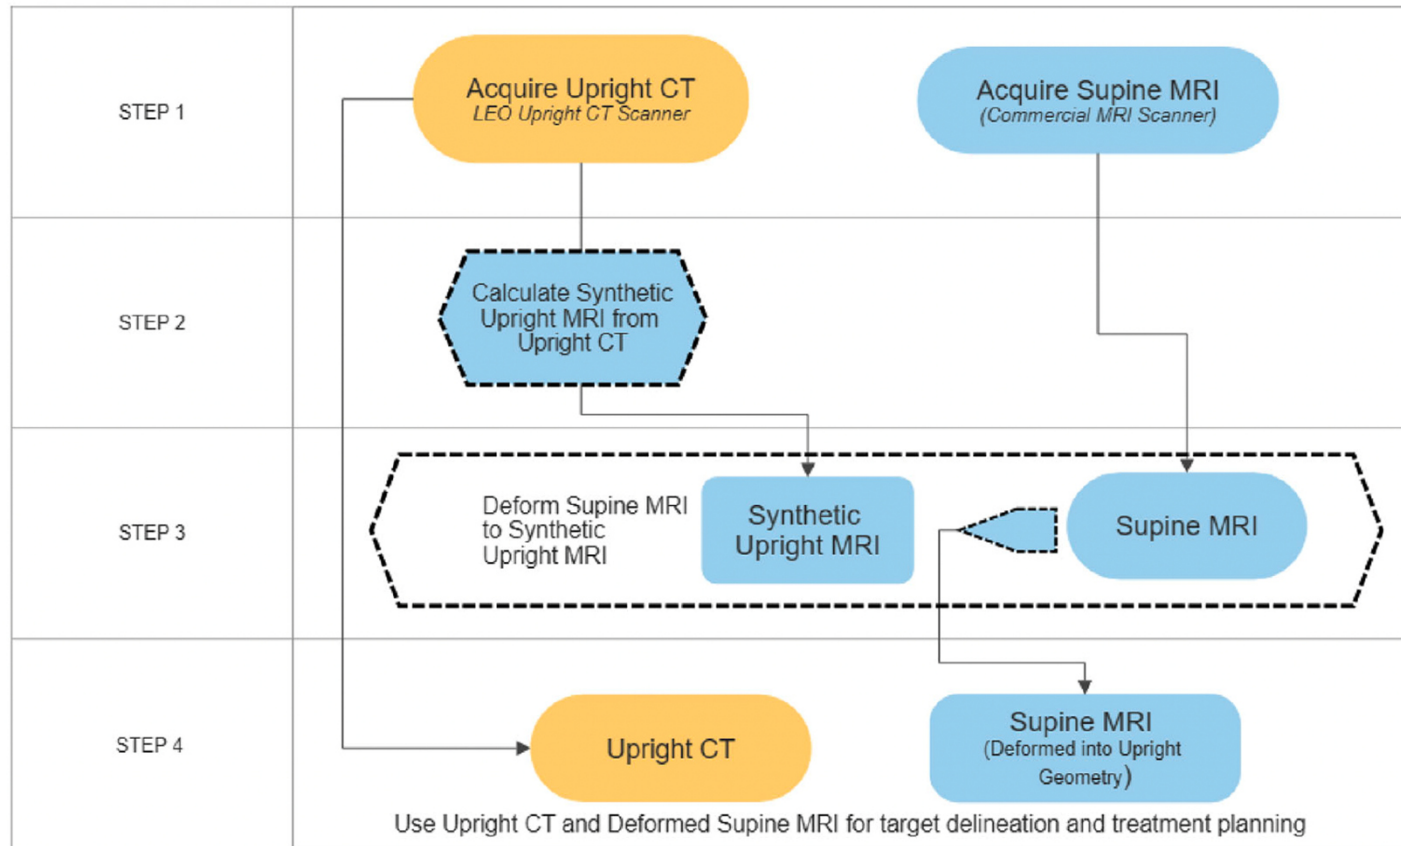 STEP 1
Acquire Upright CT
LEO Upright CT Scanner
Acquire Supine MRI
(Commercial MRI Scanner)
STEP 2
Calculate Synthetic
Upright MRI from
Upright CT
STEP 3
Deform Supine MRI
to Synthetic
Upright MRI
Synthetic
Upright MRI
Supine MRI
STEP 4
Upright CT
Supine MRI
(Deformed into Upright
Geometry)
Use Upright CT and Deformed Supine MRI for target delineation and treatment planning